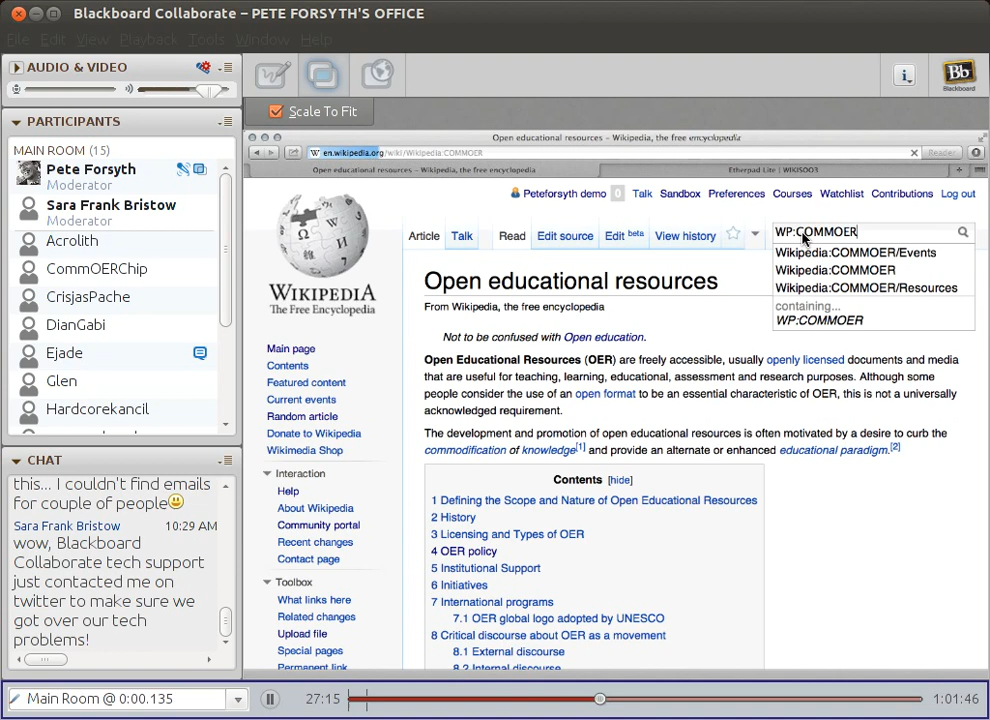 Blackboard Collaborate – PETE FORSYTH'S OFFICE
File Edit View Playback Tools Window Help
AUDIO & VIDEO
PARTICIPANTS
MAIN ROOM (15)
Pete Forsyth
Moderator
Sara Frank Bristow
Moderator
Acrolith
CommOERChip
CrisjasPache
DianGabi
Ejade
Glen
Hardcorekancil
CHAT
this... I couldn't find emails
for couple of people
Sara Frank Bristow 10:29 AM
wow, Blackboard
Collaborate tech support
just contacted me on
twitter to make sure we
got over our tech
problems!
i
Bb
Blackboard
Scale To Fit
Open educational resources – Wikipedia, the free encyclopedia
W en.wikipedia.org/wiki/Wikipedia:COMMOER
Reader
Open educational resources – Wikipedia, the free encyclopedia
Etherpad Lite | WIKISOO3
Peteforsyth demo 0 Talk Sandbox Preferences Courses Watchlist Contributions Log out
Article Talk Read Edit source Edit beta View history
WP:COMMOER
Wikipedia:COMMOER/Events
Wikipedia:COMMOER
Wikipedia:COMMOER/Resources
containing...
WP:COMMOER
WIKIPEDIA
The Free Encyclopedia
Main page
Contents
Featured content
Current events
Random article
Donate to Wikipedia
Wikimedia Shop
Interaction
Help
About Wikipedia
Community portal
Recent changes
Contact page
Toolbox
What links here
Related changes
Upload file
Special pages
Permanent link
Open educational resources
From Wikipedia, the free encyclopedia
Not to be confused with Open education.
Open Educational Resources (OER) are freely accessible, usually openly licensed documents and media
that are useful for teaching, learning, educational, assessment and research purposes. Although some
people consider the use of an open format to be an essential characteristic of OER, this is not a universally
acknowledged requirement.
The development and promotion of open educational resources is often motivated by a desire to curb the
commodification of knowledge[1] and provide an alternate or enhanced educational paradigm.[2]
Contents [hide]
1 Defining the Scope and Nature of Open Educational Resources
2 History
3 Licensing and Types of OER
4 OER policy
5 Institutional Support
6 Initiatives
7 International programs
7.1 OER global logo adopted by UNESCO
8 Critical discourse about OER as a movement
8.1 External discourse
8.2 Internal discourse
Main Room @ 0:00.135
27:15
1:01:46